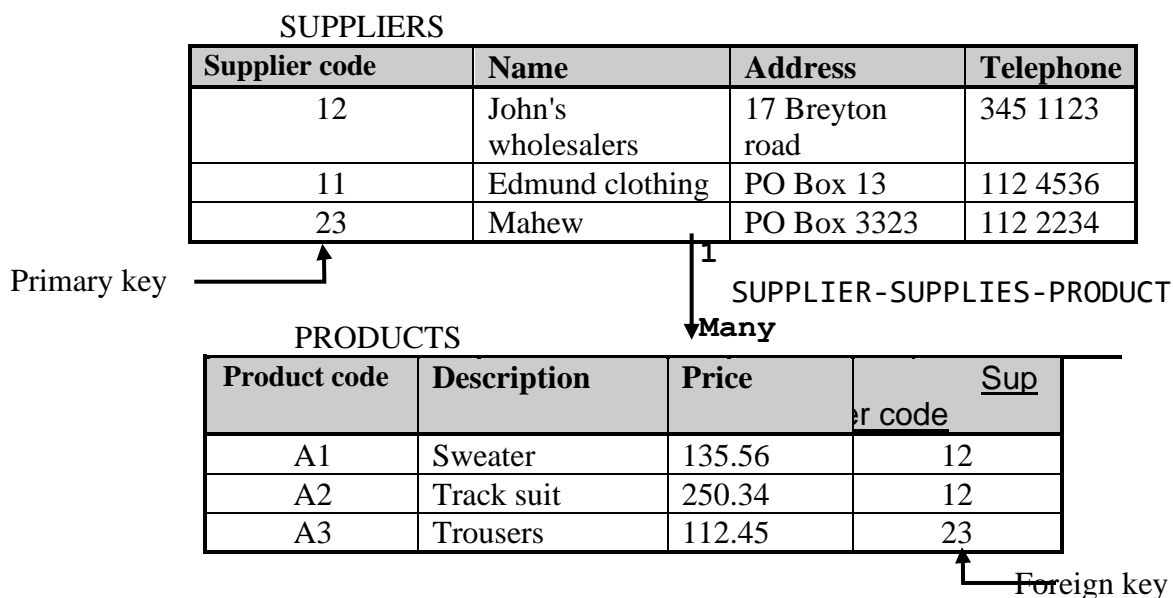 SUPPLIERS
Supplier code Name Address Telephone
12 John's wholesalers 17 Breyton road 345 1123
11 Edmund clothing PO Box 13 112 4536
23 Mahew PO Box 3323 112 2234
Primary key
1
SUPPLIER-SUPPLIES-PRODUCT
Many
PRODUCTS
Product code Description Price Sup
er code
A1 Sweater 135.56 12
A2 Track suit 250.34 12
A3 Trousers 112.45 23
Foreign key